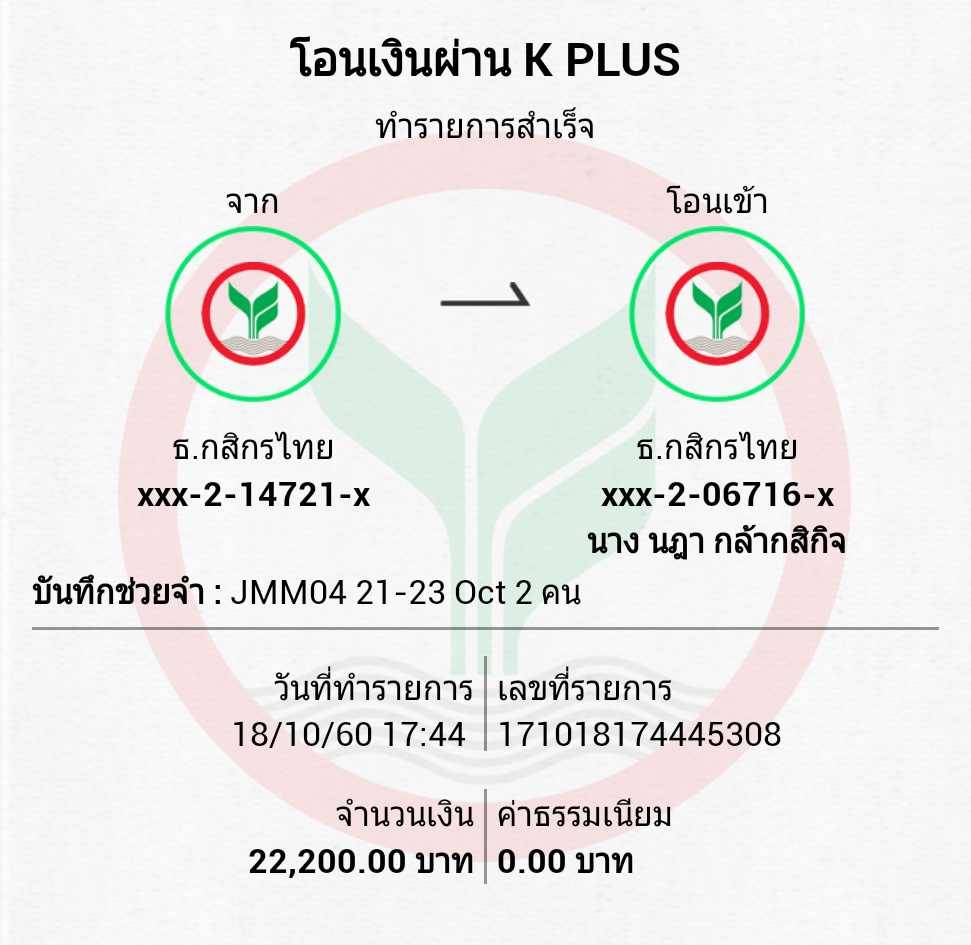 โอนเงินผ่าน K PLUS
ทำรายการสำเร็จ
จาก
โอนเข้า
ธ.กสิกรไทย
xxx-2-14721-x
ธ.กสิกรไทย
xxx-2-06716-x
นาง นฎา กล้ากสิกิจ
บันทึกช่วยจำ : JMM04 21-23 Oct 2 คน
วันที่ทำรายการ
18/10/60 17:44
เลขที่รายการ
171018174445308
จำนวนเงิน
22,200.00 บาท
ค่าธรรมเนียม
0.00 บาท